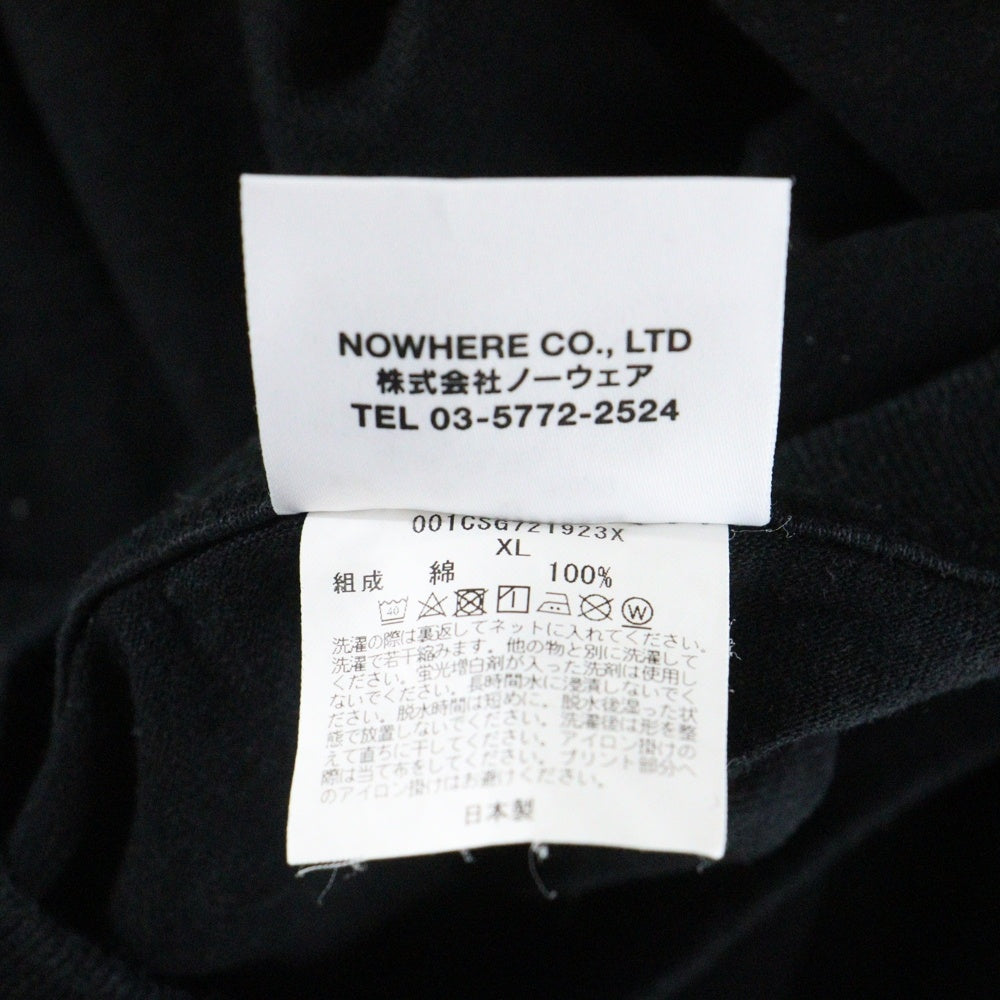 NOWHERE CO., LTD
株式会社ノーウェア
TEL 03-5772-2524
001CSG721923X
XL
組成 綿 100%
40 W
洗濯の際は裏返してネットに入れてください。
洗濯で若干縮みます。他の物と別に洗濯して
ください。蛍光増白剤が入った洗剤は使用し
ないでください。長時間水に浸漬しないでく
ださい。脱水時間は短めに。脱水後湿った状
態で放置しないでください。洗濯後は形を整
えて直ちに干してください。アイロン掛けの
際は当て布をしてください。プリント部分へ
のアイロン掛けはお避けください。
日本製